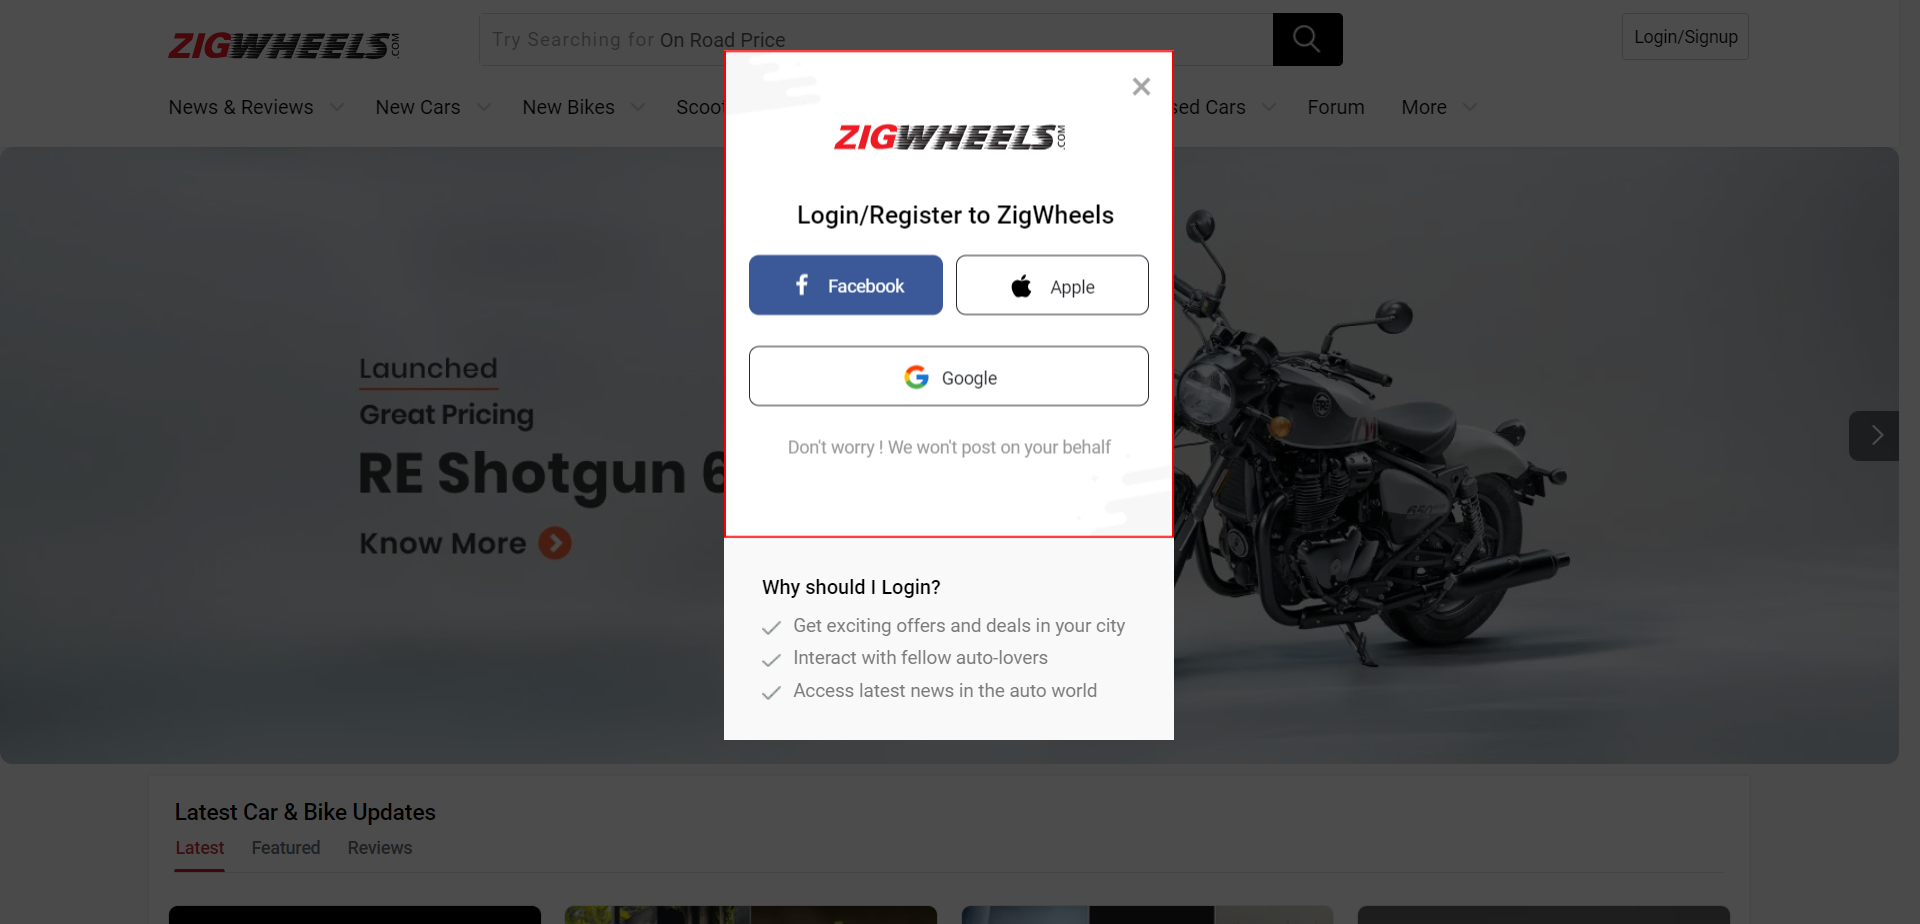 ZIGWHEELS.COM
Try Searching for On Road Price
Login/Signup
News & Reviews
New Cars
New Bikes
Scoo
sed Cars
Forum
More
ZIGWHEELS.COM
Login/Register to ZigWheels
Facebook
Apple
Google
Don't worry ! We won't post on your behalf
Launched
Great Pricing
RE Shotgun 6
Know More
Why should I Login?
Get exciting offers and deals in your city
Interact with fellow auto-lovers
Access latest news in the auto world
Latest Car & Bike Updates
Latest
Featured
Reviews